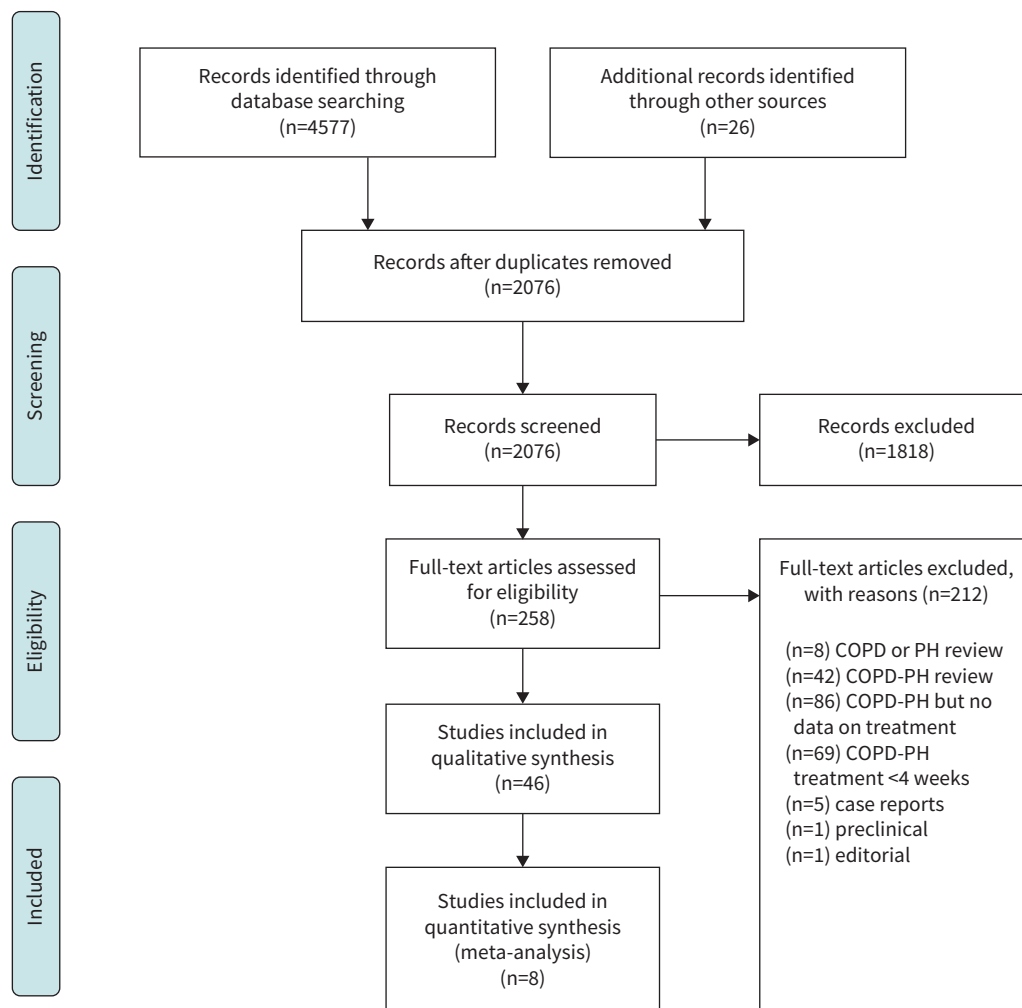 Identification
Records identified through
database searching
(n=4577)
Additional records identified
through other sources
(n=26)
Records after duplicates removed
(n=2076)
Screening
Records screened
(n=2076)
Records excluded
(n=1818)
Eligibility
Full-text articles assessed
for eligibility
(n=258)
Full-text articles excluded,
with reasons (n=212)
(n=8) COPD or PH review
(n=42) COPD-PH review
(n=86) COPD-PH but no
data on treatment
(n=69) COPD-PH
treatment <4 weeks
(n=5) case reports
(n=1) preclinical
(n=1) editorial
Studies included in
qualitative synthesis
(n=46)
Included
Studies included in
quantitative synthesis
(meta-analysis)
(n=8)